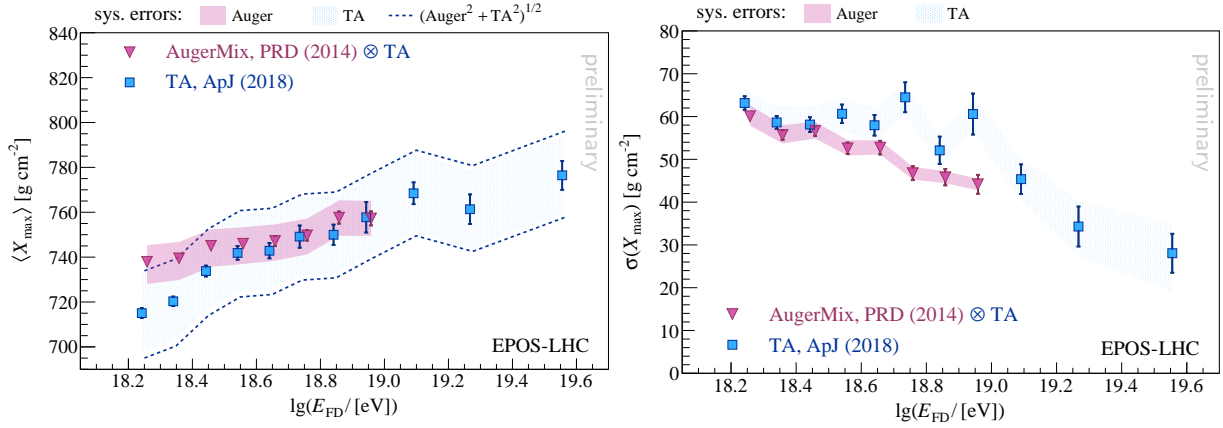 sys. errors: Auger TA (Auger² + TA²)^1/2
840
820
800
780
760
740
720
700
⟨X_max⟩ [g cm⁻²]
AugerMix, PRD (2014) ⊗ TA
TA, ApJ (2018)
preliminary
EPOS-LHC
18.2 18.4 18.6 18.8 19.0 19.2 19.4 19.6
lg(E_FD/[eV])
sys. errors: Auger TA
80
70
60
50
40
30
20
10
0
σ(X_max) [g cm⁻²]
preliminary
AugerMix, PRD (2014) ⊗ TA
TA, ApJ (2018)
EPOS-LHC
18.2 18.4 18.6 18.8 19.0 19.2 19.4 19.6
lg(E_FD/[eV])